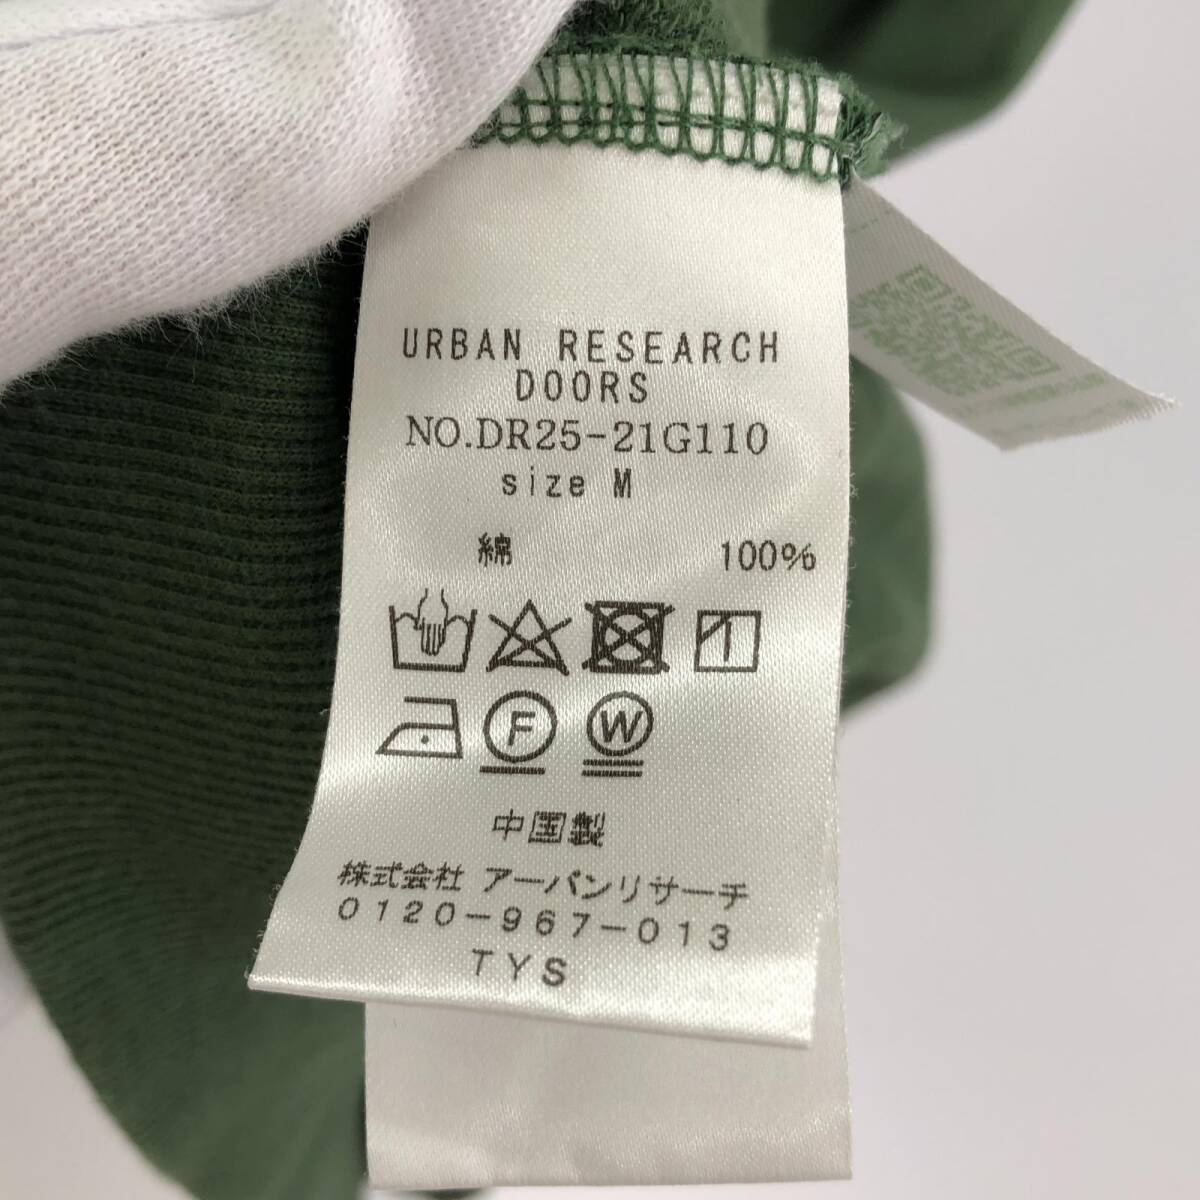 URBAN RESEARCH
DOORS
NO.DR25-21G110
size M
綿 100%
F W
中国製
株式会社 アーバンリサーチ
0120-967-013
TYS